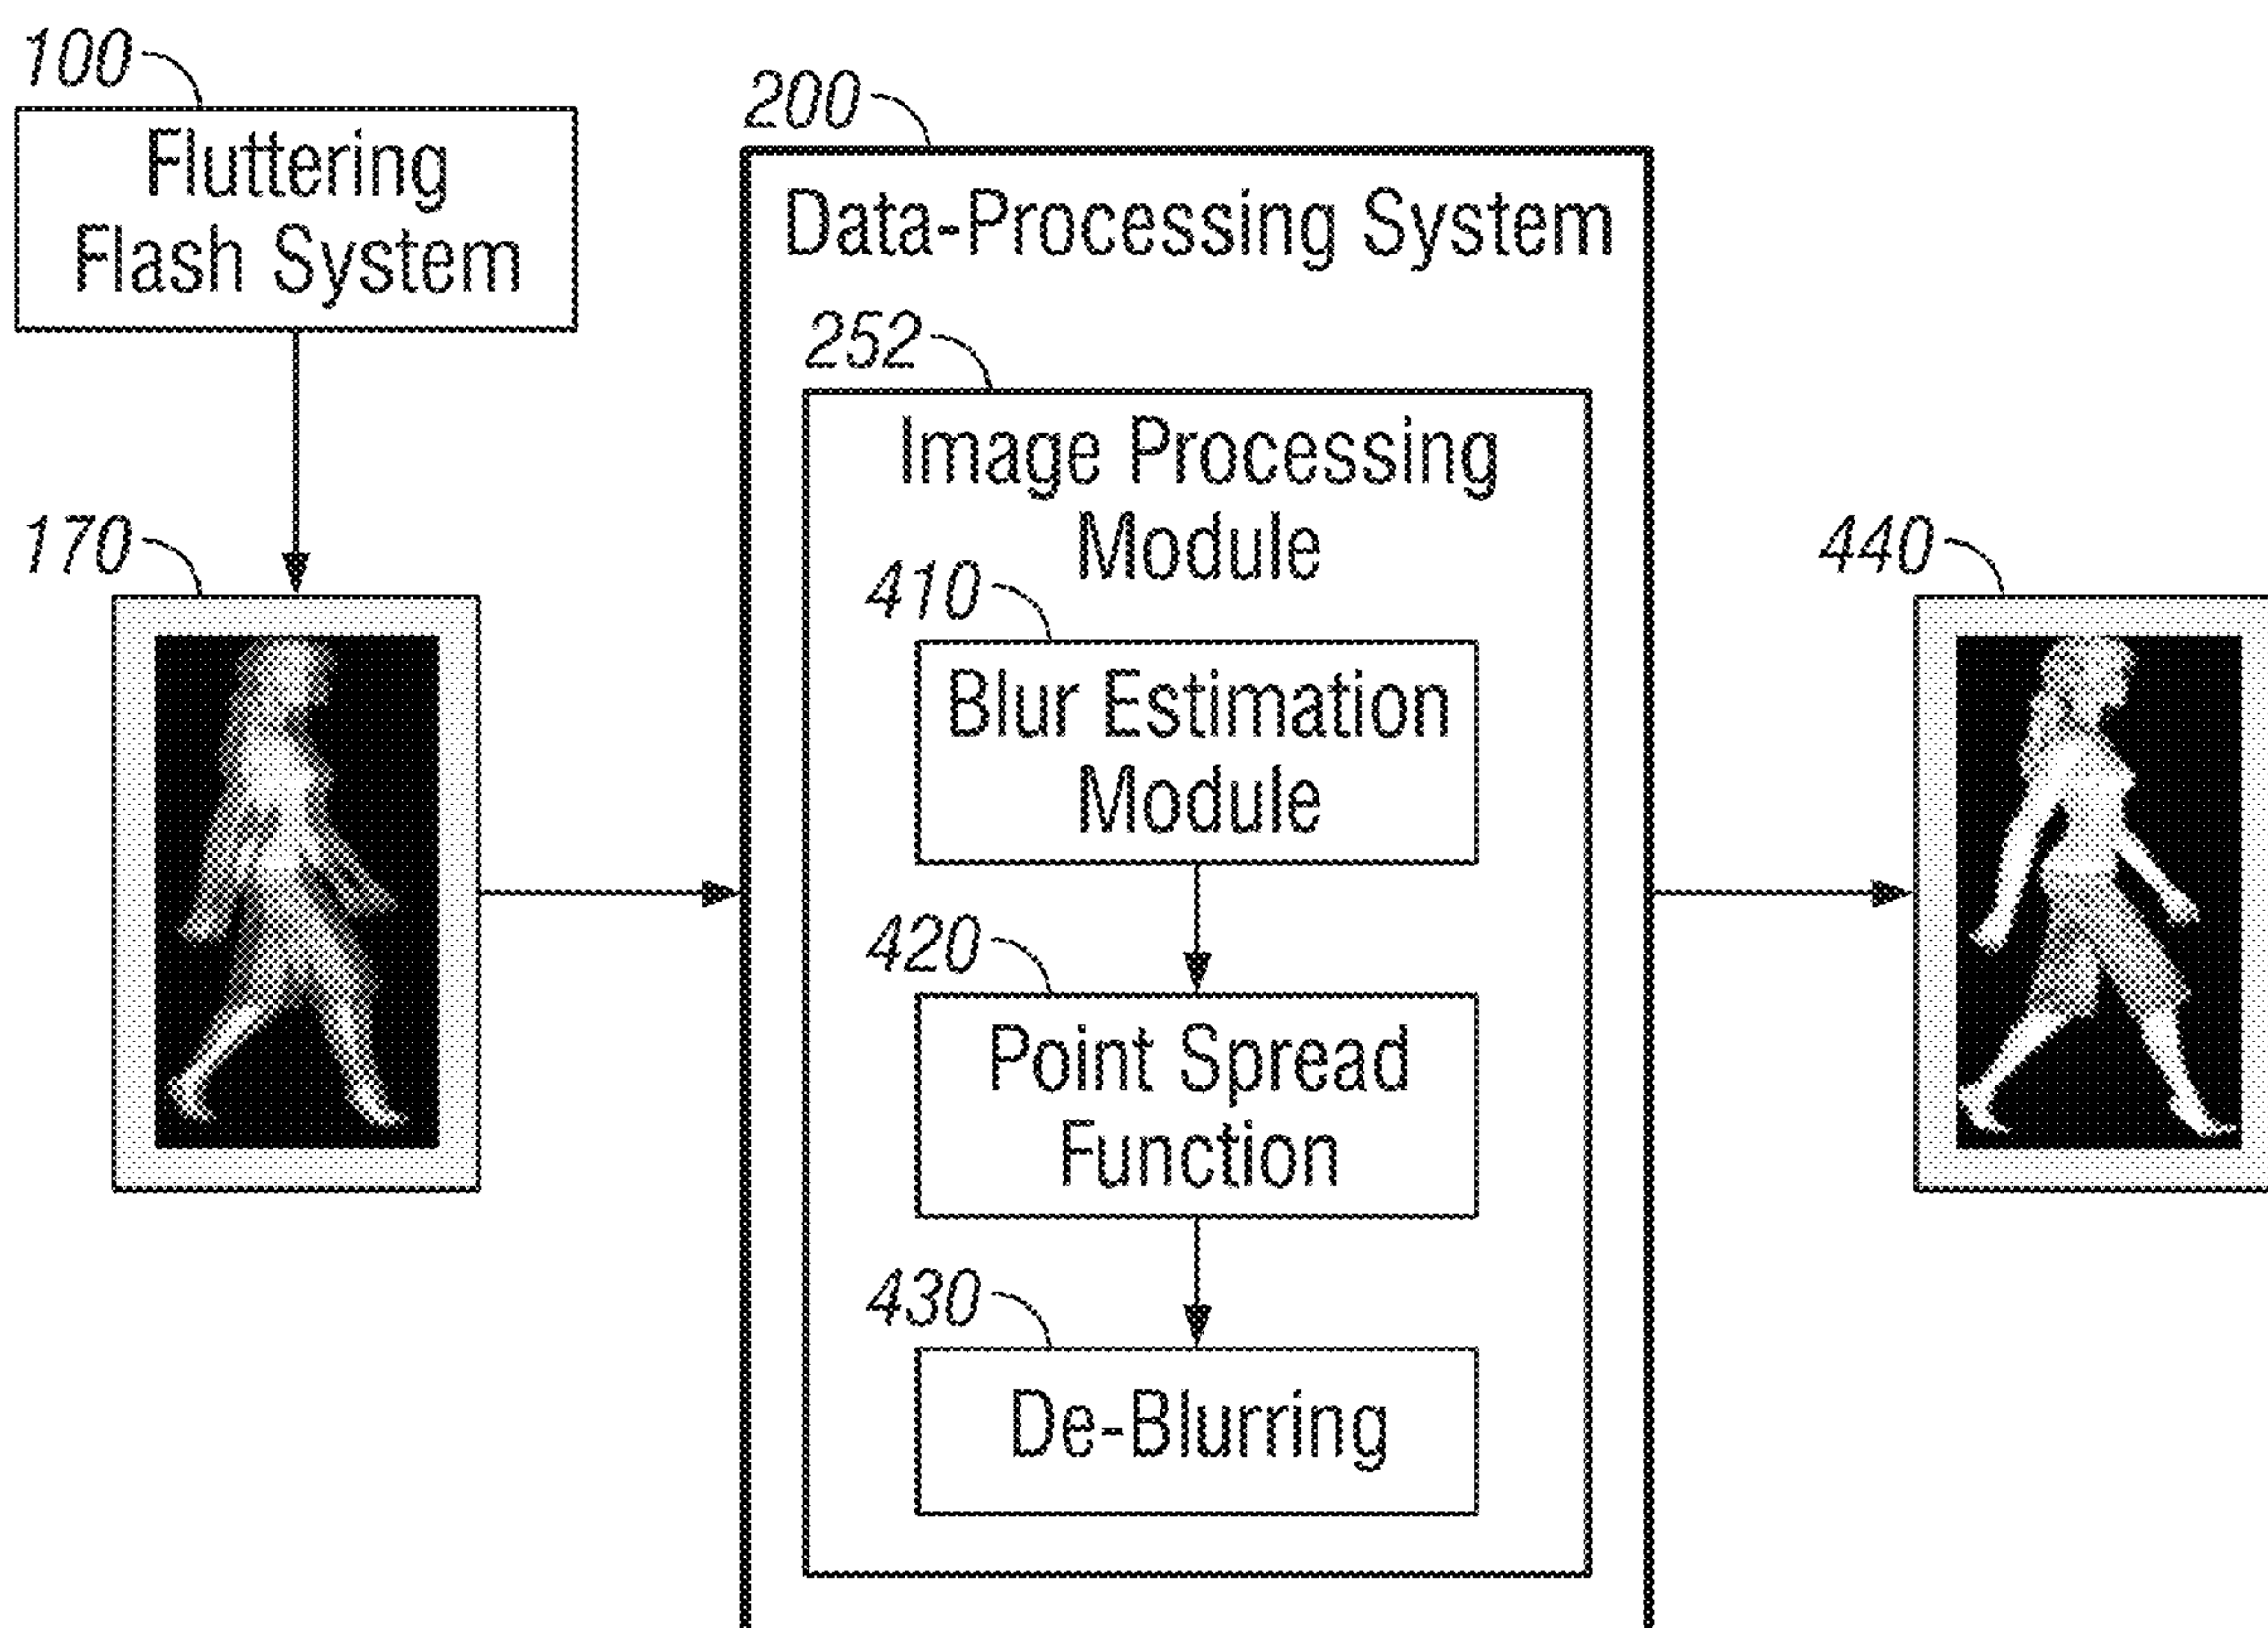 100
Fluttering
Flash System
200
Data-Processing System
252
Image Processing
Module
170
410
440
Blur Estimation
Module
420
Point Spread
Function
430
De-Blurring